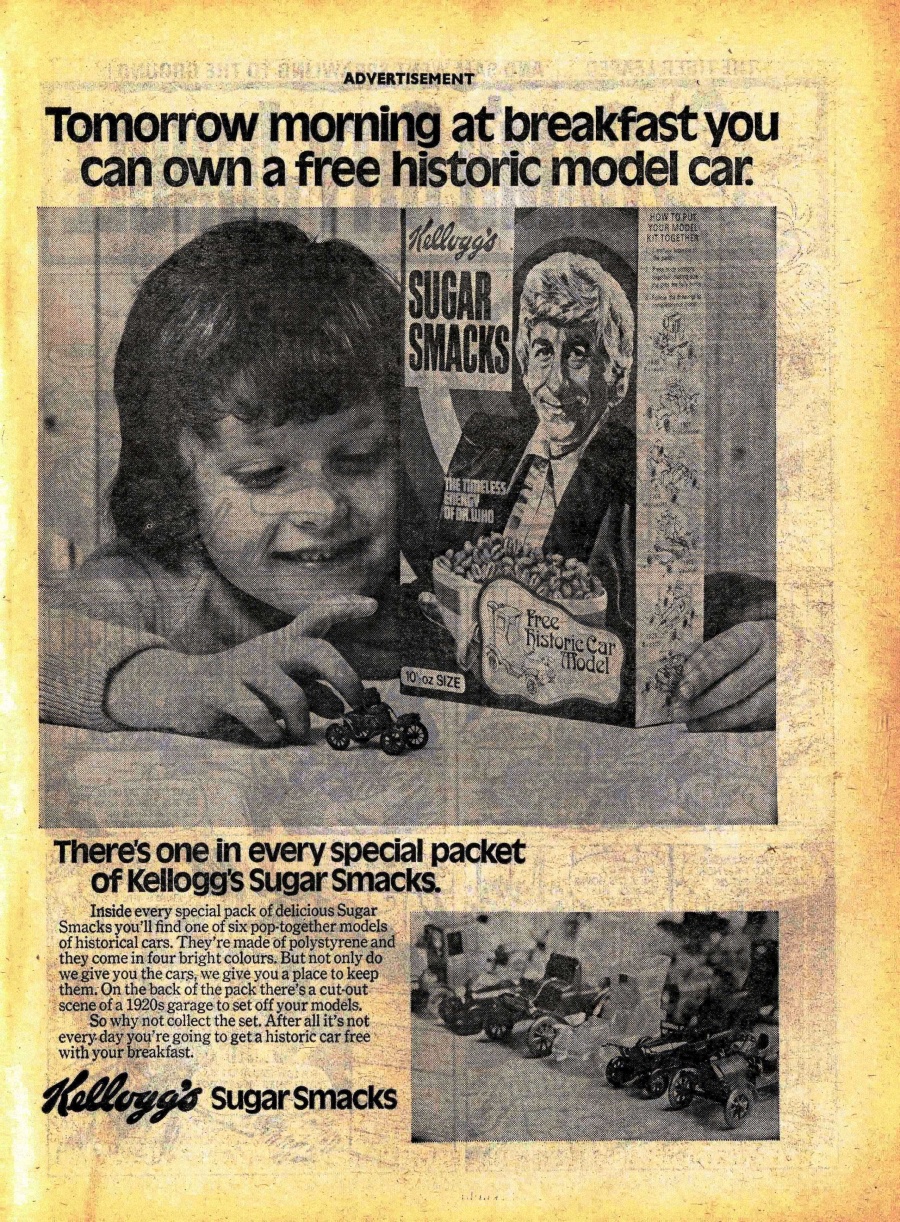 ADVERTISEMENT
Tomorrow morning at breakfast you
can own a free historic model car.
Kellogg's
SUGAR
SMACKS
THE TIMELESS
ENERGY
OF DR. WHO
Free
Historic Car
Model
10½oz SIZE
HOW TO PUT
YOUR MODEL
KIT TOGETHER
There's one in every special packet
of Kellogg's Sugar Smacks.
Inside every special pack of delicious Sugar
Smacks you'll find one of six pop-together models
of historical cars. They're made of polystyrene and
they come in four bright colours. But not only do
we give you the cars, we give you a place to keep
them. On the back of the pack there's a cut-out
scene of a 1920s garage to set off your models.
So why not collect the set. After all it's not
every day you're going to get a historic car free
with your breakfast.
Kellogg's Sugar Smacks